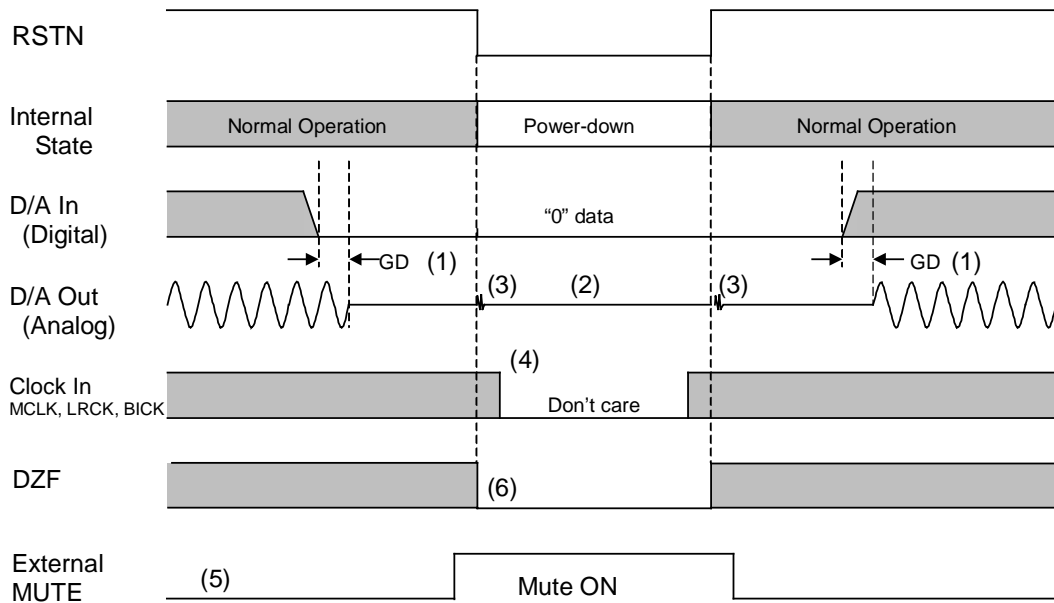 RSTN
Internal
State
Normal Operation
Power-down
Normal Operation
D/A In
(Digital)
“0” data
GD
(1)
GD
(1)
D/A Out
(Analog)
(3)
(2)
(3)
(4)
Clock In
MCLK, LRCK, BICK
Don’t care
DZF
(6)
External
MUTE
(5)
Mute ON